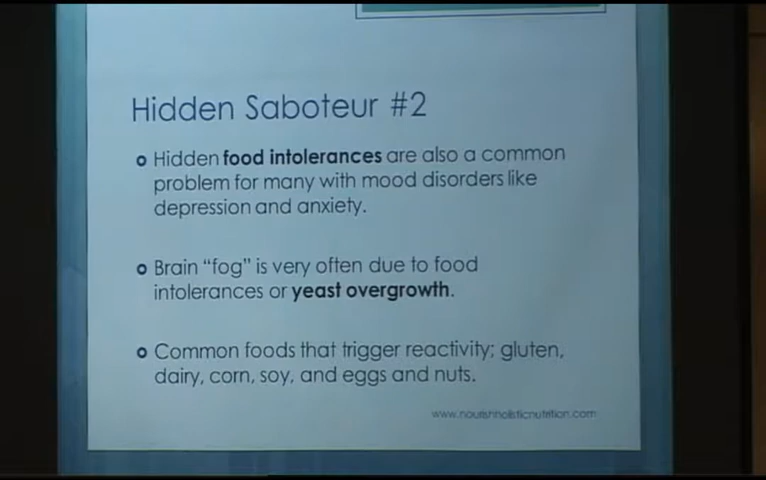 Hidden Saboteur #2
Hidden food intolerances are also a common
problem for many with mood disorders like
depression and anxiety.
Brain “fog” is very often due to food
intolerances or yeast overgrowth.
Common foods that trigger reactivity; gluten,
dairy, corn, soy, and eggs and nuts.
www.nourishholisticnutrition.com